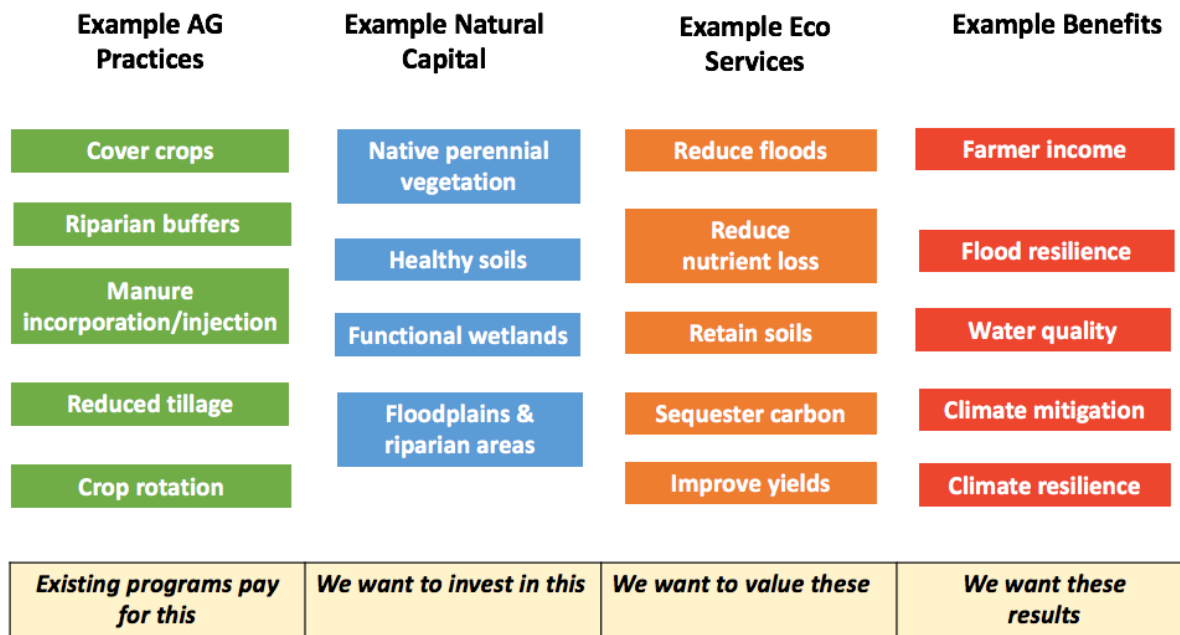 Example AG
Practices
Example Natural
Capital
Example Eco
Services
Example Benefits
Cover crops
Riparian buffers
Manure
incorporation/injection
Reduced tillage
Crop rotation
Native perennial
vegetation
Healthy soils
Functional wetlands
Floodplains &
riparian areas
Reduce floods
Reduce
nutrient loss
Retain soils
Sequester carbon
Improve yields
Farmer income
Flood resilience
Water quality
Climate mitigation
Climate resilience
Existing programs pay
for this
We want to invest in this
We want to value these
We want these
results